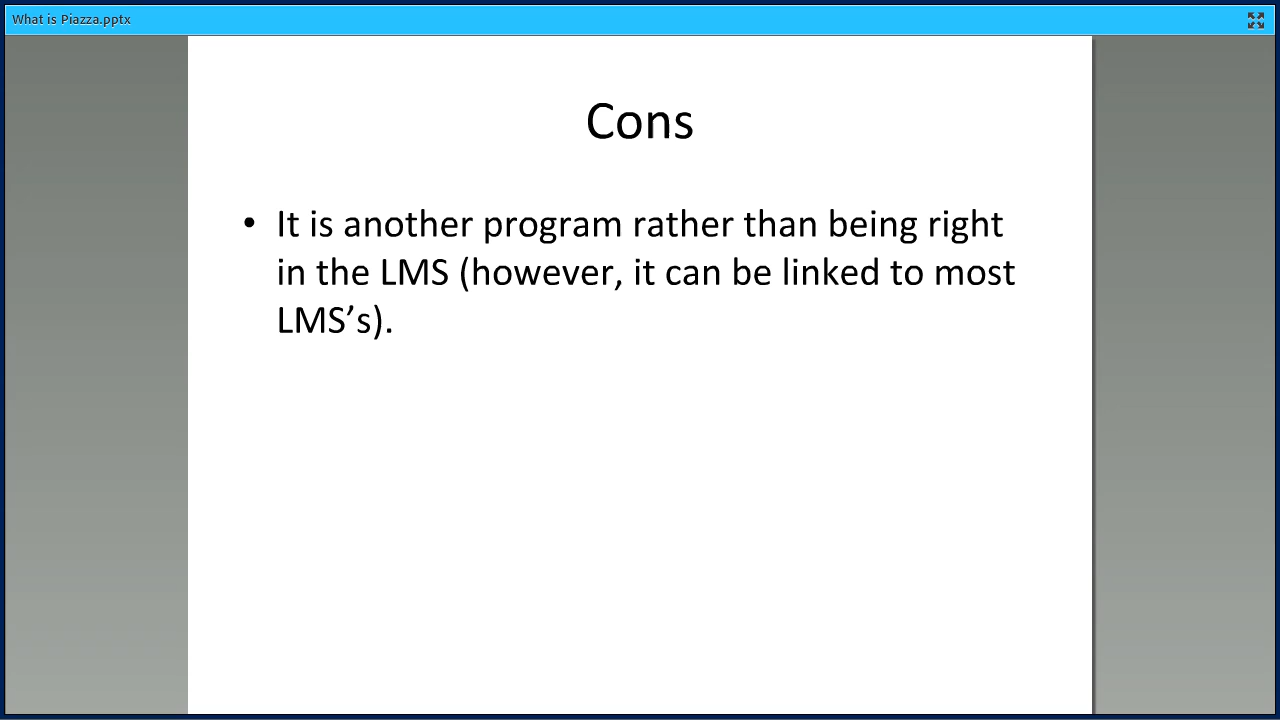 What is Piazza.pptx
Cons
• It is another program rather than being right
in the LMS (however, it can be linked to most
LMS’s).